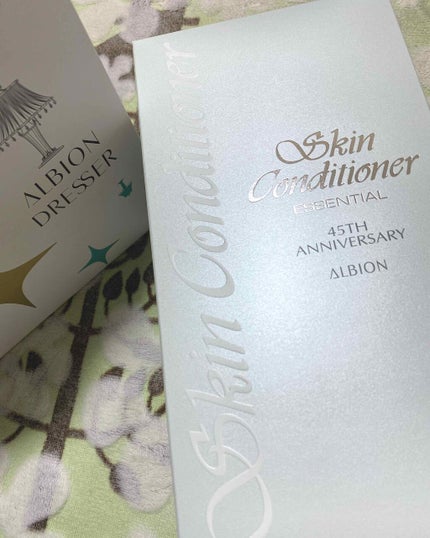 ALBION
DRESSER
Skin Conditioner
Skin
Conditioner
ESSENTIAL
45TH
ANNIVERSARY
ALBION